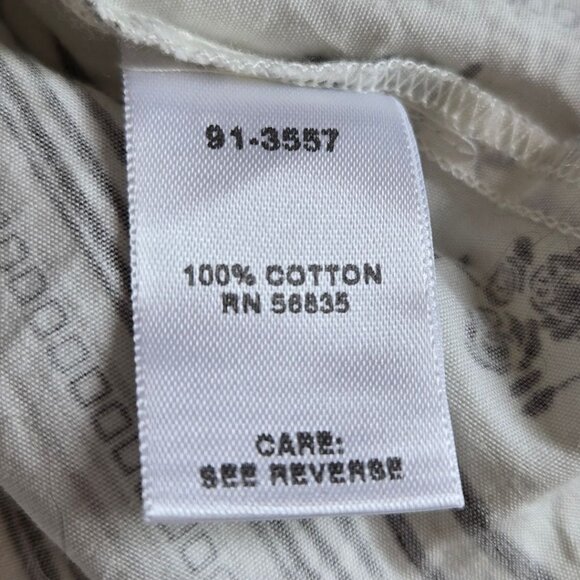 91-3557
100% COTTON
RN 56835
CARE:
SEE REVERSE